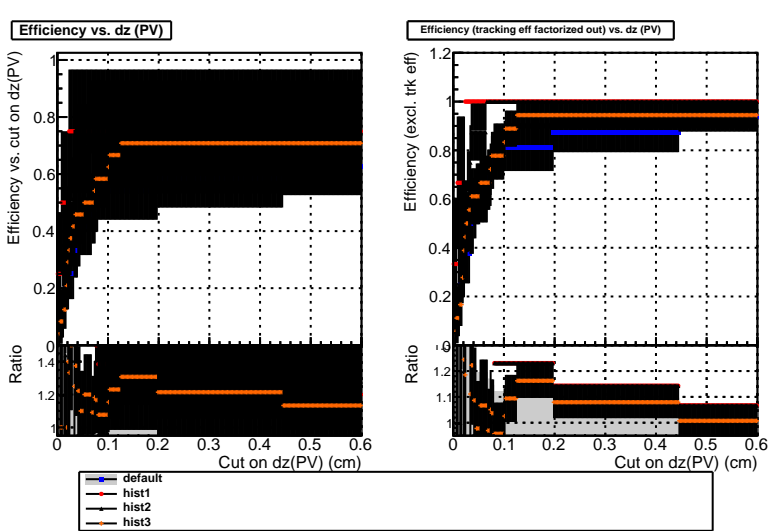 Efficiency vs. dz (PV)
Efficiency vs. cut on dz(PV)
1
0.8
0.6
0.4
0.2
0
Ratio
1.4
1.2
1
0 0.1 0.2 0.3 0.4 0.5 0.6
Cut on dz(PV) (cm)
Efficiency (tracking eff factorized out) vs. dz (PV)
Efficiency (excl. trk eff)
1.2
1
0.8
0.6
0.4
0.2
0
Ratio
1.2
1.1
1
0 0.1 0.2 0.3 0.4 0.5 0.6
Cut on dz(PV) (cm)
default
hist1
hist2
hist3